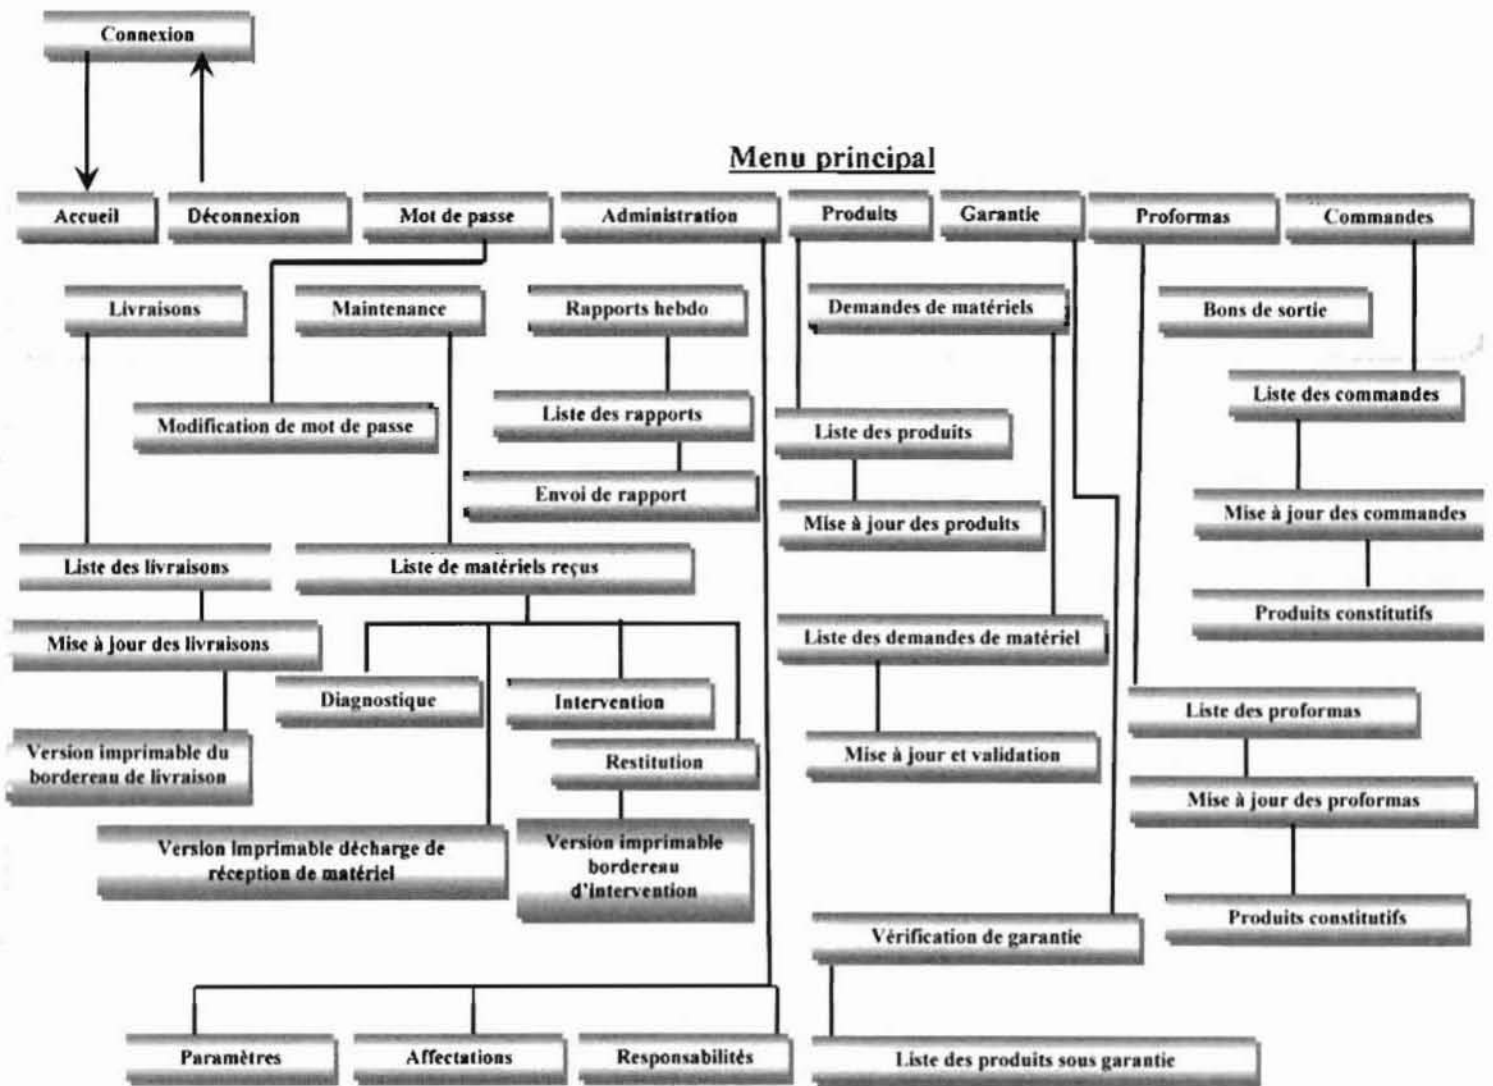 Connexion
Menu principal
Accueil
Déconnexion
Mot de passe
Administration
Produits
Garantie
Proformas
Commandes
Livraisons
Maintenance
Rapports hebdo
Demandes de matériels
Bons de sortie
Liste des commandes
Modification de mot de passe
Liste des rapports
Liste des produits
Envoi de rapport
Mise à jour des produits
Mise à jour des commandes
Liste des livraisons
Liste de matériels reçus
Produits constitutifs
Mise à jour des livraisons
Liste des demandes de matériel
Diagnostique
Intervention
Liste des proformas
Version imprimable du
bordereau de livraison
Restitution
Mise à jour et validation
Mise à jour des proformas
Version imprimable décharge de
réception de matériel
Version imprimable
bordereau
d'intervention
Vérification de garantie
Produits constitutifs
Paramètres
Affectations
Responsabilités
Liste des produits sous garantie